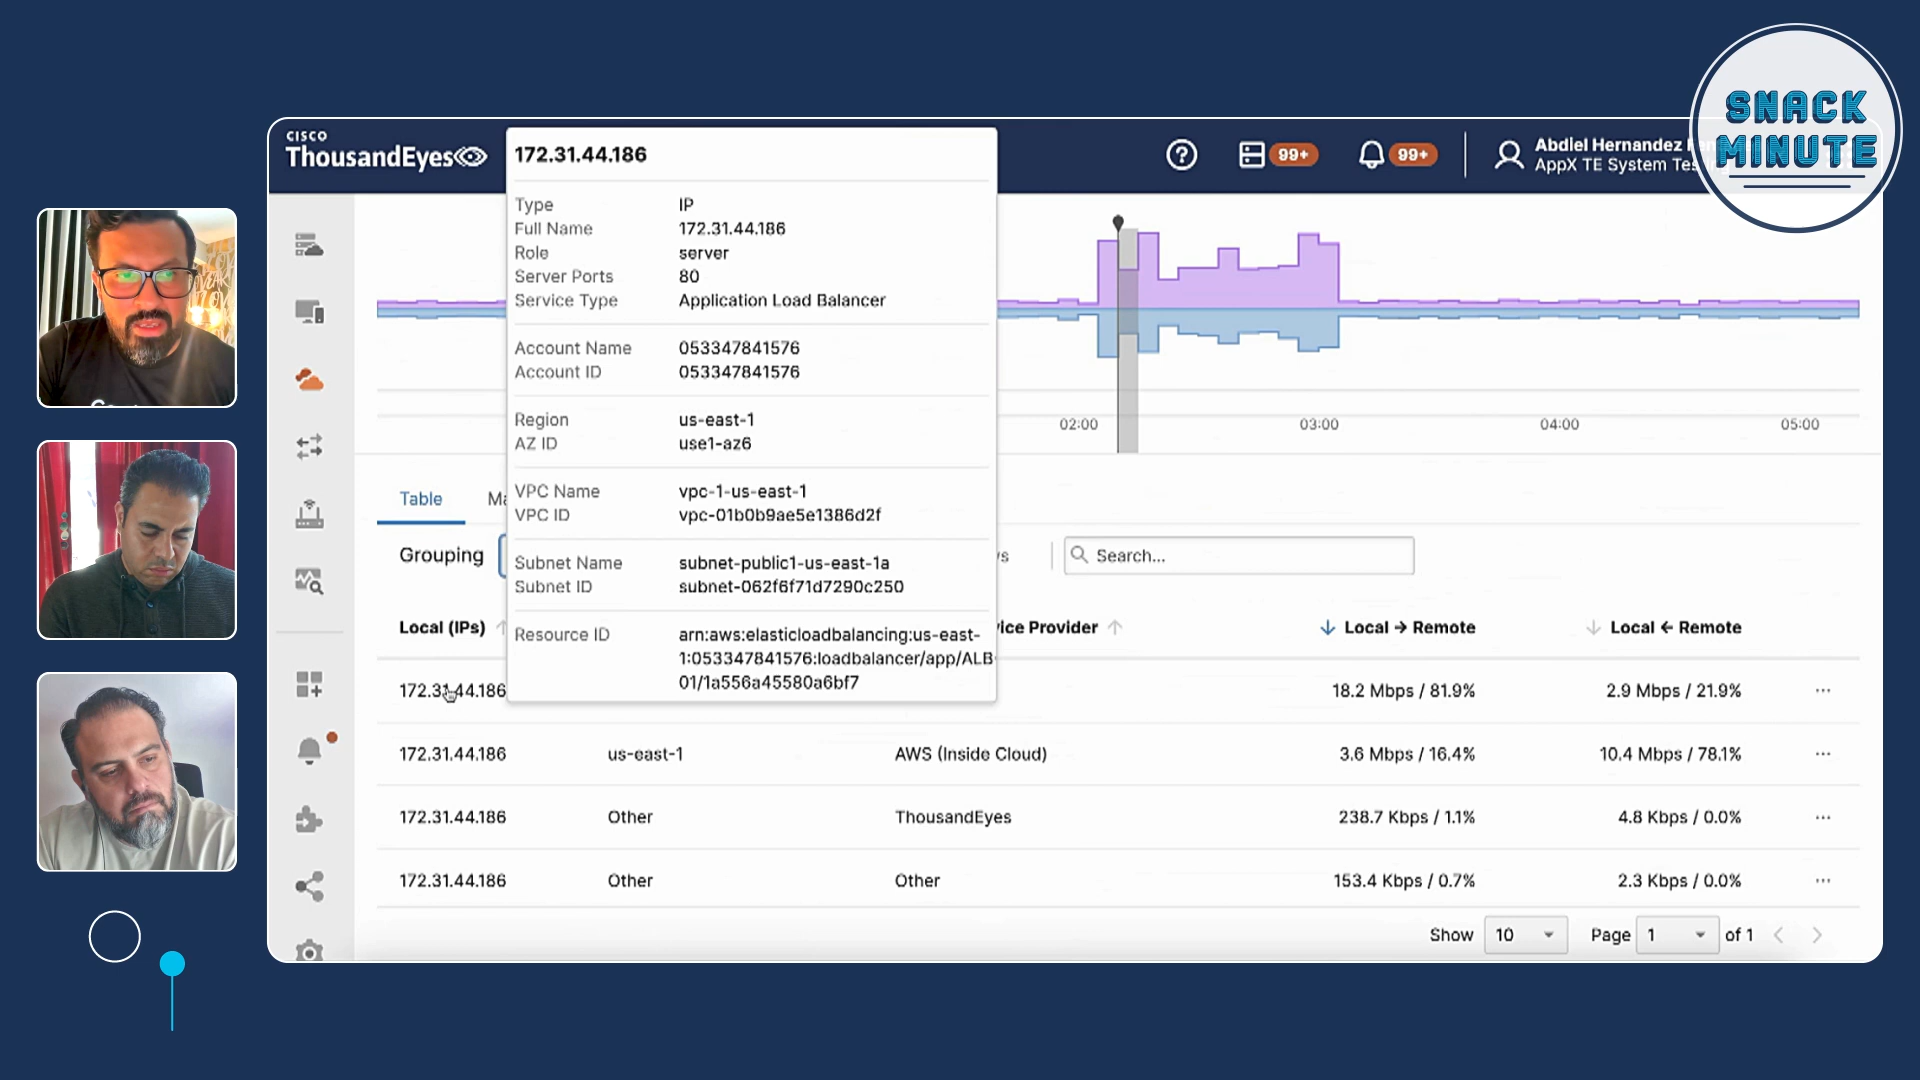 SNACK
MINUTE
CISCO
ThousandEyes
99+
99+
Abdiel Hernandez
AppX TE System
172.31.44.186
Type IP
Full Name 172.31.44.186
Role server
Server Ports 80
Service Type Application Load Balancer
Account Name 053347841576
Account ID 053347841576
Region us-east-1
AZ ID use1-az6
VPC Name vpc-1-us-east-1
VPC ID vpc-01b0b9ae5e1386d2f
Subnet Name subnet-public1-us-east-1a
Subnet ID subnet-062f6f71d7290c250
Resource ID arn:aws:elasticloadbalancing:us-east-
1:053347841576:loadbalancer/app/ALB
01/1a556a45580a6bf7
02:00 03:00 04:00 05:00
Table
Grouping Search...
Local (IPs) Provider Local → Remote Local ← Remote
172.31.44.186 18.2 Mbps / 81.9% 2.9 Mbps / 21.9%
172.31.44.186 us-east-1 AWS (Inside Cloud) 3.6 Mbps / 16.4% 10.4 Mbps / 78.1%
172.31.44.186 Other ThousandEyes 238.7 Kbps / 1.1% 4.8 Kbps / 0.0%
172.31.44.186 Other Other 153.4 Kbps / 0.7% 2.3 Kbps / 0.0%
Show 10 Page 1 of 1